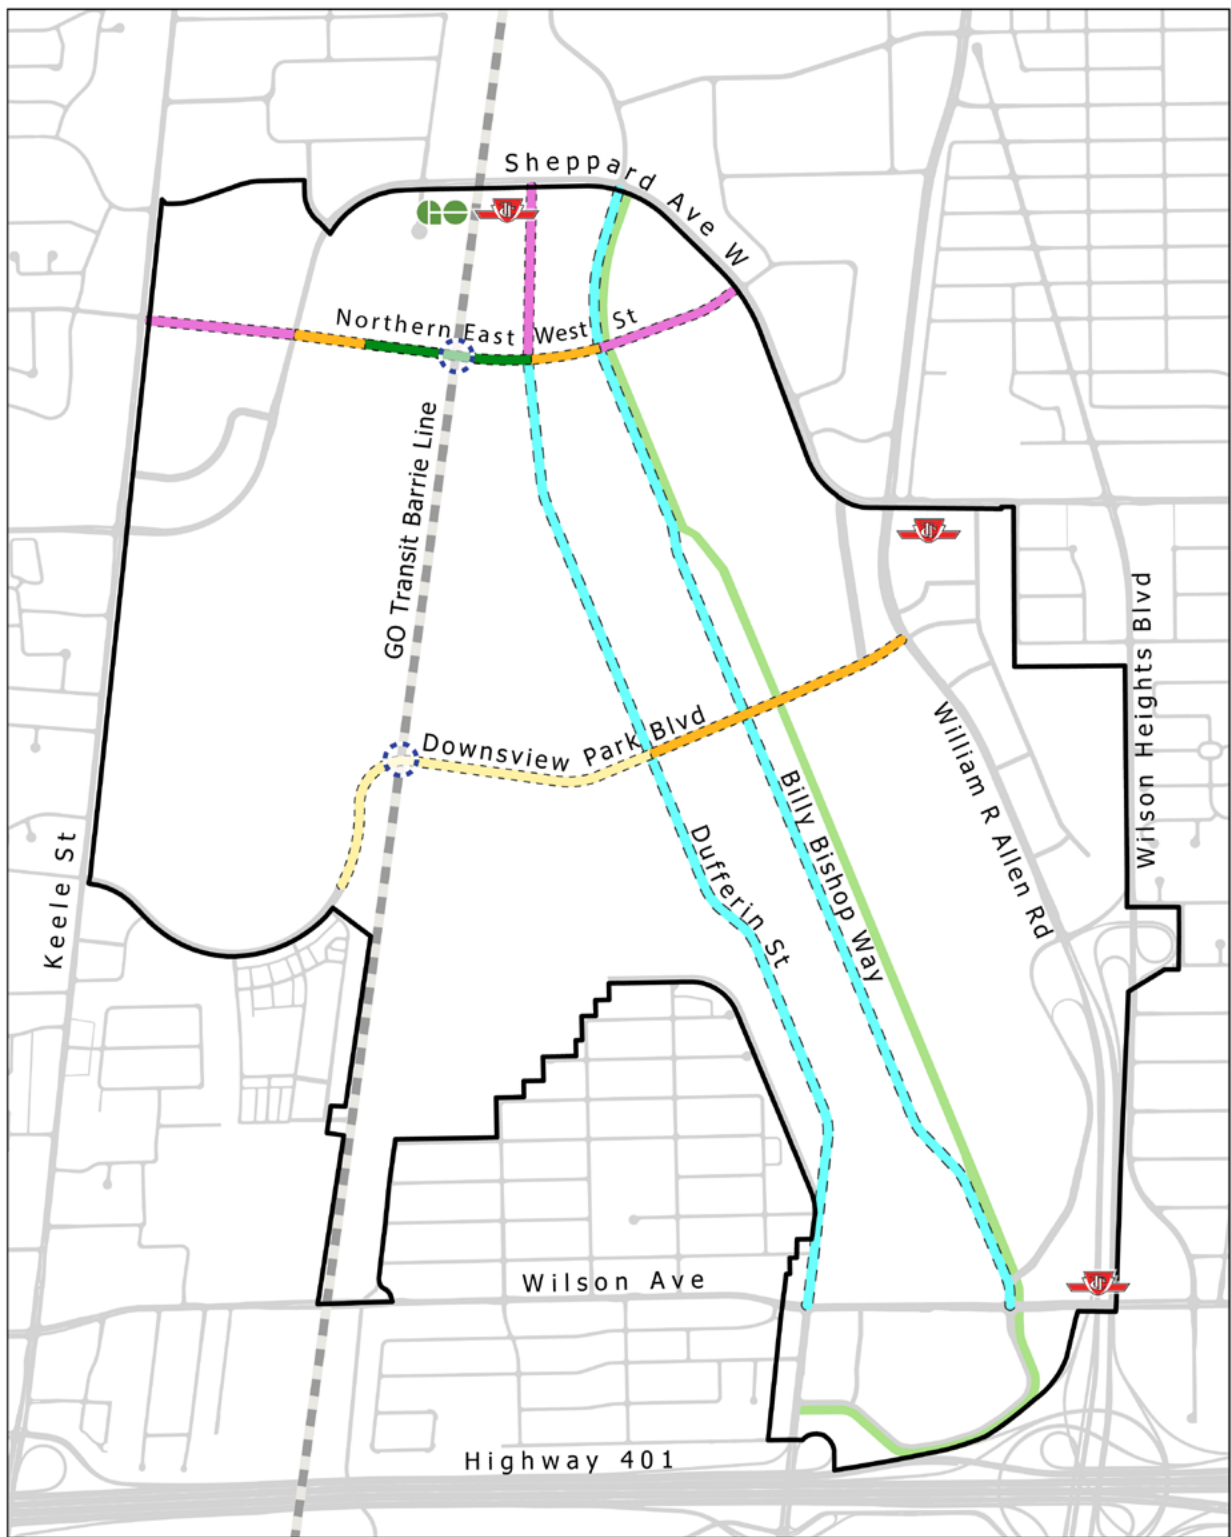 Sheppard Ave W
GO
Northern East West St
GO Transit Barrie Line
Wilson Heights Blvd
Downsview Park Blvd
William R Allen Rd
Billy Bishop Way
Keele St
Dufferin St
Wilson Ave
Highway 401